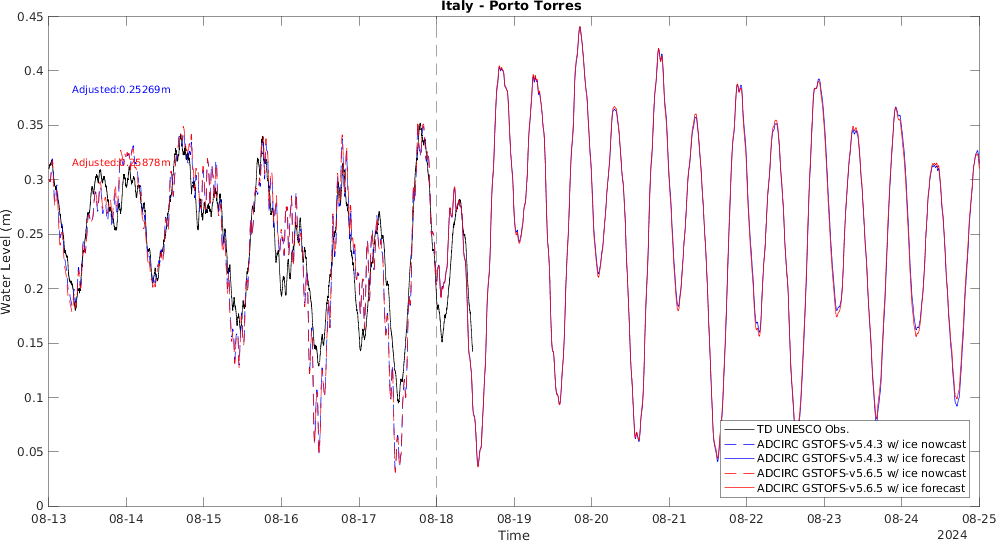 Italy - Porto Torres
Water Level (m)
0.45
0.4
0.35
0.3
0.25
0.2
0.15
0.1
0.05
0
Adjusted:0.25269m
Adjusted:0.25878m
TD UNESCO Obs.
ADCIRC GSTOFS-v5.4.3 w/ ice nowcast
ADCIRC GSTOFS-v5.4.3 w/ ice forecast
ADCIRC GSTOFS-v5.6.5 w/ ice nowcast
ADCIRC GSTOFS-v5.6.5 w/ ice forecast
08-13 08-14 08-15 08-16 08-17 08-18 08-19 08-20 08-21 08-22 08-23 08-24 08-25
Time
2024